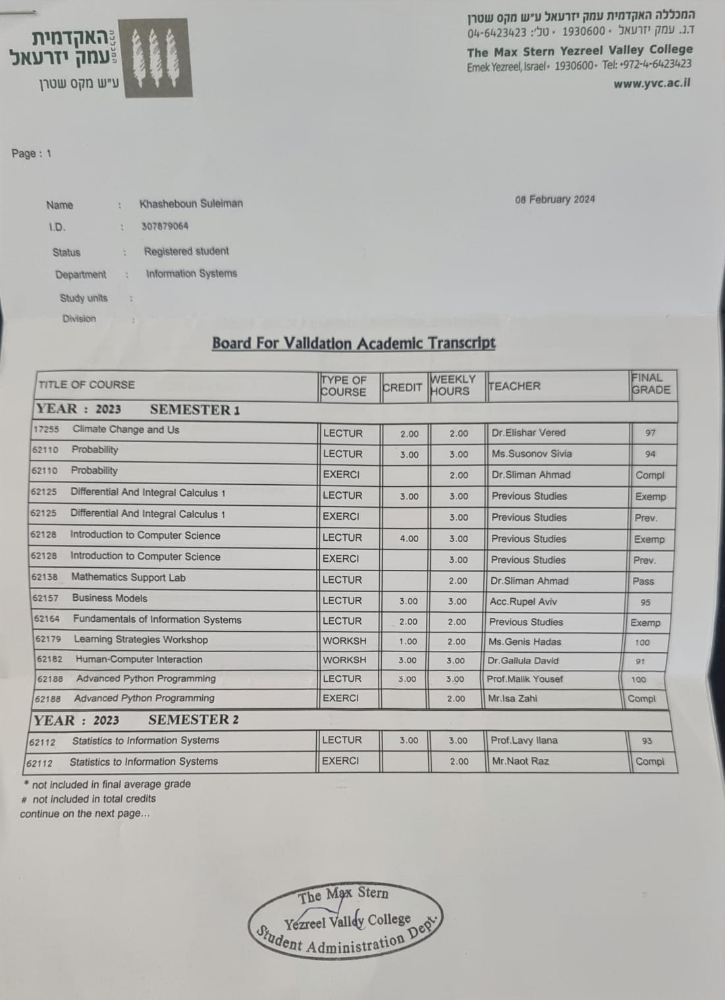 האקדמית
המכללה
עמק יזרעאל
ע״ש מקס שטרן
המכללה האקדמית עמק יזרעאל ע״ש מקס שטרן
ד.נ. עמק יזרעאל • 1930600 • טל׳: 04-6423423
The Max Stern Yezreel Valley College
Emek Yezreel, Israel• 1930600• Tel: +972-4-6423423
www.yvc.ac.il
Page : 1
08 February 2024
Name : Khasheboun Suleiman
I.D. : 307879064
Status : Registered student
Department : Information Systems
Study units :
Division :
Board For Validation Academic Transcript
TITLE OF COURSE TYPE OF COURSE CREDIT WEEKLY HOURS TEACHER FINAL GRADE
YEAR : 2023 SEMESTER 1
17255 Climate Change and Us LECTUR 2.00 2.00 Dr.Elishar Vered 97
62110 Probability LECTUR 3.00 3.00 Ms.Susonov Sivia 94
62110 Probability EXERCI 2.00 Dr.Sliman Ahmad Compl
62125 Differential And Integral Calculus 1 LECTUR 3.00 3.00 Previous Studies Exemp
62125 Differential And Integral Calculus 1 EXERCI 3.00 Previous Studies Prev.
62128 Introduction to Computer Science LECTUR 4.00 3.00 Previous Studies Exemp
62128 Introduction to Computer Science EXERCI 3.00 Previous Studies Prev.
62138 Mathematics Support Lab LECTUR 2.00 Dr.Sliman Ahmad Pass
62157 Business Models LECTUR 3.00 3.00 Acc.Rupel Aviv 95
62164 Fundamentals of Information Systems LECTUR 2.00 2.00 Previous Studies Exemp
62179 Learning Strategies Workshop WORKSH 1.00 2.00 Ms.Genis Hadas 100
62182 Human-Computer Interaction WORKSH 3.00 3.00 Dr.Gallula David 91
62188 Advanced Python Programming LECTUR 3.00 3.00 Prof.Malik Yousef 100
62188 Advanced Python Programming EXERCI 2.00 Mr.Isa Zahi Compl
YEAR : 2023 SEMESTER 2
62112 Statistics to Information Systems LECTUR 3.00 3.00 Prof.Lavy Ilana 93
62112 Statistics to Information Systems EXERCI 2.00 Mr.Naot Raz Compl
* not included in final average grade
# not included in total credits
continue on the next page...
The Max Stern
Yezreel Valley College
Student Administration Dept.